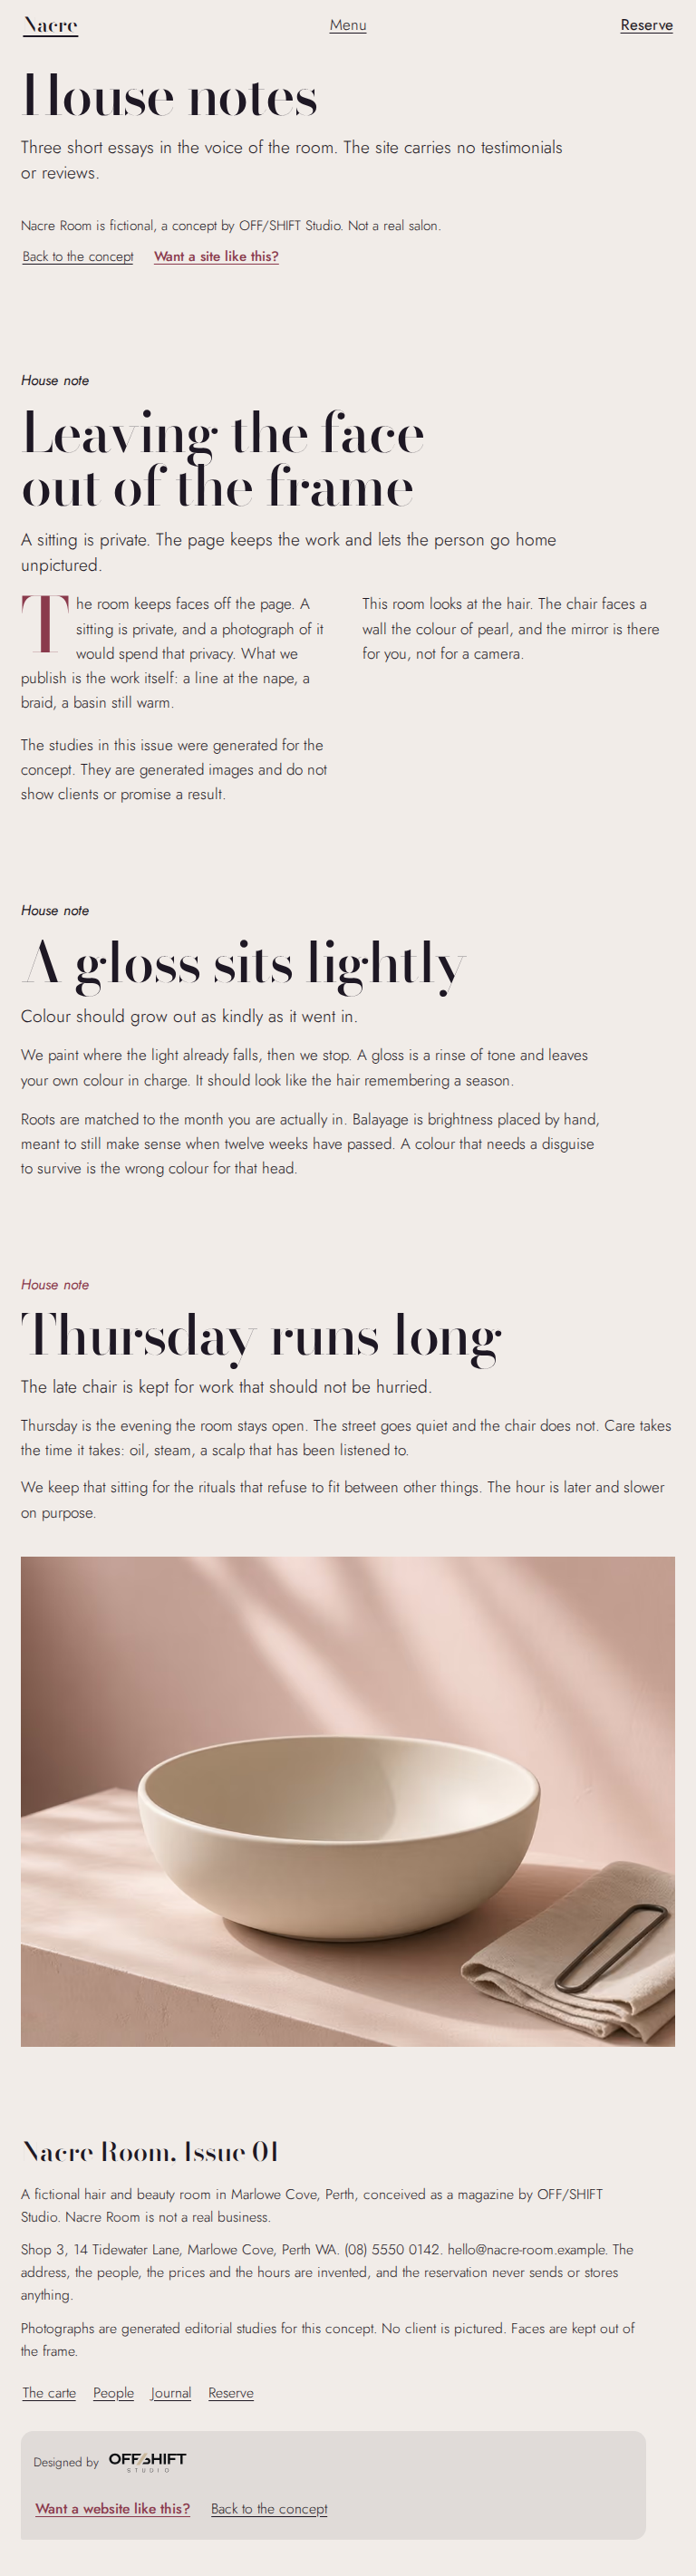 Nacre
Menu
Reserve
House notes
Three short essays in the voice of the room. The site carries no testimonials
or reviews.
Nacre Room is fictional, a concept by OFF/SHIFT Studio. Not a real salon.
Back to the concept
Want a site like this?
House note
Leaving the face
out of the frame
A sitting is private. The page keeps the work and lets the person go home
unpictured.
The room keeps faces off the page. A
sitting is private, and a photograph of it
would spend that privacy. What we
publish is the work itself: a line at the nape, a
braid, a basin still warm.
The studies in this issue were generated for the
concept. They are generated images and do not
show clients or promise a result.
This room looks at the hair. The chair faces a
wall the colour of pearl, and the mirror is there
for you, not for a camera.
House note
A gloss sits lightly
Colour should grow out as kindly as it went in.
We paint where the light already falls, then we stop. A gloss is a rinse of tone and leaves
your own colour in charge. It should look like the hair remembering a season.
Roots are matched to the month you are actually in. Balayage is brightness placed by hand,
meant to still make sense when twelve weeks have passed. A colour that needs a disguise
to survive is the wrong colour for that head.
House note
Thursday runs long
The late chair is kept for work that should not be hurried.
Thursday is the evening the room stays open. The street goes quiet and the chair does not. Care takes
the time it takes: oil, steam, a scalp that has been listened to.
We keep that sitting for the rituals that refuse to fit between other things. The hour is later and slower
on purpose.
Nacre Room. Issue 01
A fictional hair and beauty room in Marlowe Cove, Perth, conceived as a magazine by OFF/SHIFT
Studio. Nacre Room is not a real business.
Shop 3, 14 Tidewater Lane, Marlowe Cove, Perth WA. (08) 5550 0142. hello@nacre-room.example. The
address, the people, the prices and the hours are invented, and the reservation never sends or stores
anything.
Photographs are generated editorial studies for this concept. No client is pictured. Faces are kept out of
the frame.
The carte
People
Journal
Reserve
Designed by
OFF/SHIFT
STUDIO
Want a website like this?
Back to the concept